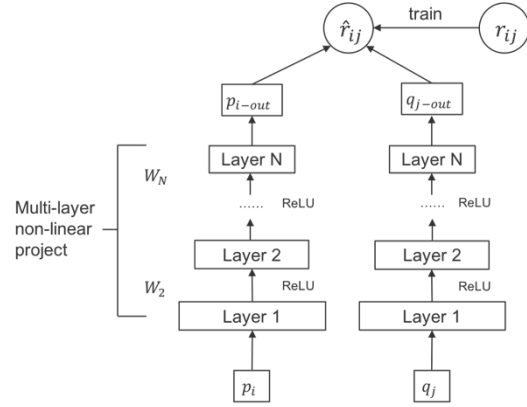 r̂ij
train
rij
pi−out
qj−out
Layer N
Layer N
WN
...... ReLU
...... ReLU
Multi-layer
non-linear
project
Layer 2
Layer 2
W2
ReLU
ReLU
Layer 1
Layer 1
pi
qj